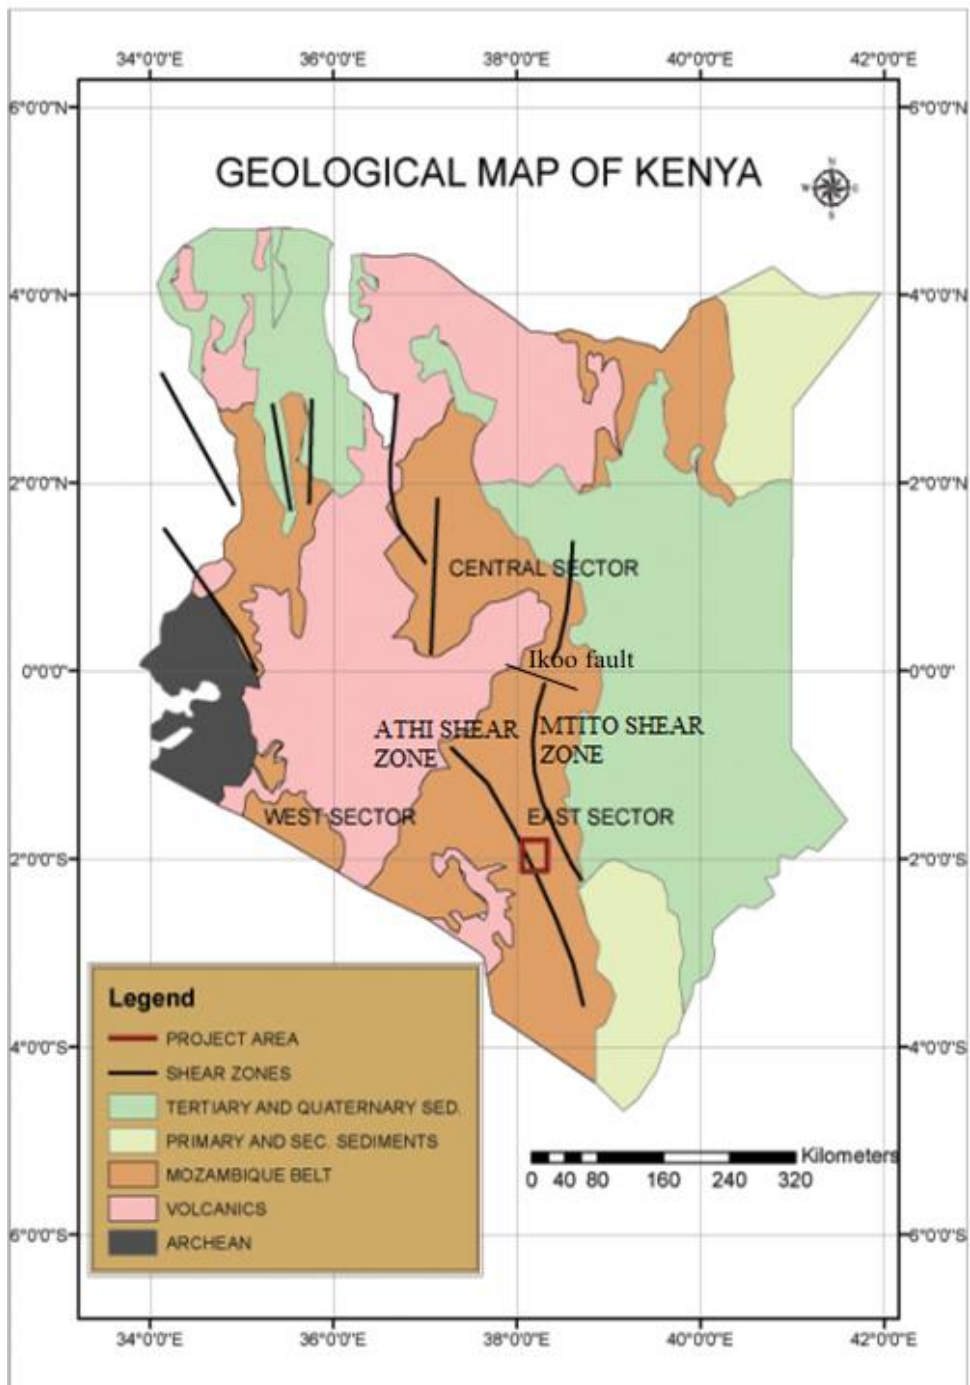 34°0'0"E 36°0'0"E 38°0'0"E 40°0'0"E 42°0'0"E
6°0'0"N 6°0'0"N
GEOLOGICAL MAP OF KENYA
N
W E
S
4°0'0"N 4°0'0"N
2°0'0"N 2°0'0"N
CENTRAL SECTOR
Ikoo fault
0°0'0" 0°0'0"
ATHI SHEAR
ZONE
MTITO SHEAR
ZONE
WEST SECTOR
EAST SECTOR
2°0'0"S 2°0'0"S
Legend
PROJECT AREA
SHEAR ZONES
TERTIARY AND QUATERNARY SED.
PRIMARY AND SEC. SEDIMENTS
MOZAMBIQUE BELT
VOLCANICS
ARCHEAN
4°0'0"S 4°0'0"S
Kilometers
0 40 80 160 240 320
6°0'0"S 6°0'0"S
34°0'0"E 36°0'0"E 38°0'0"E 40°0'0"E 42°0'0"E